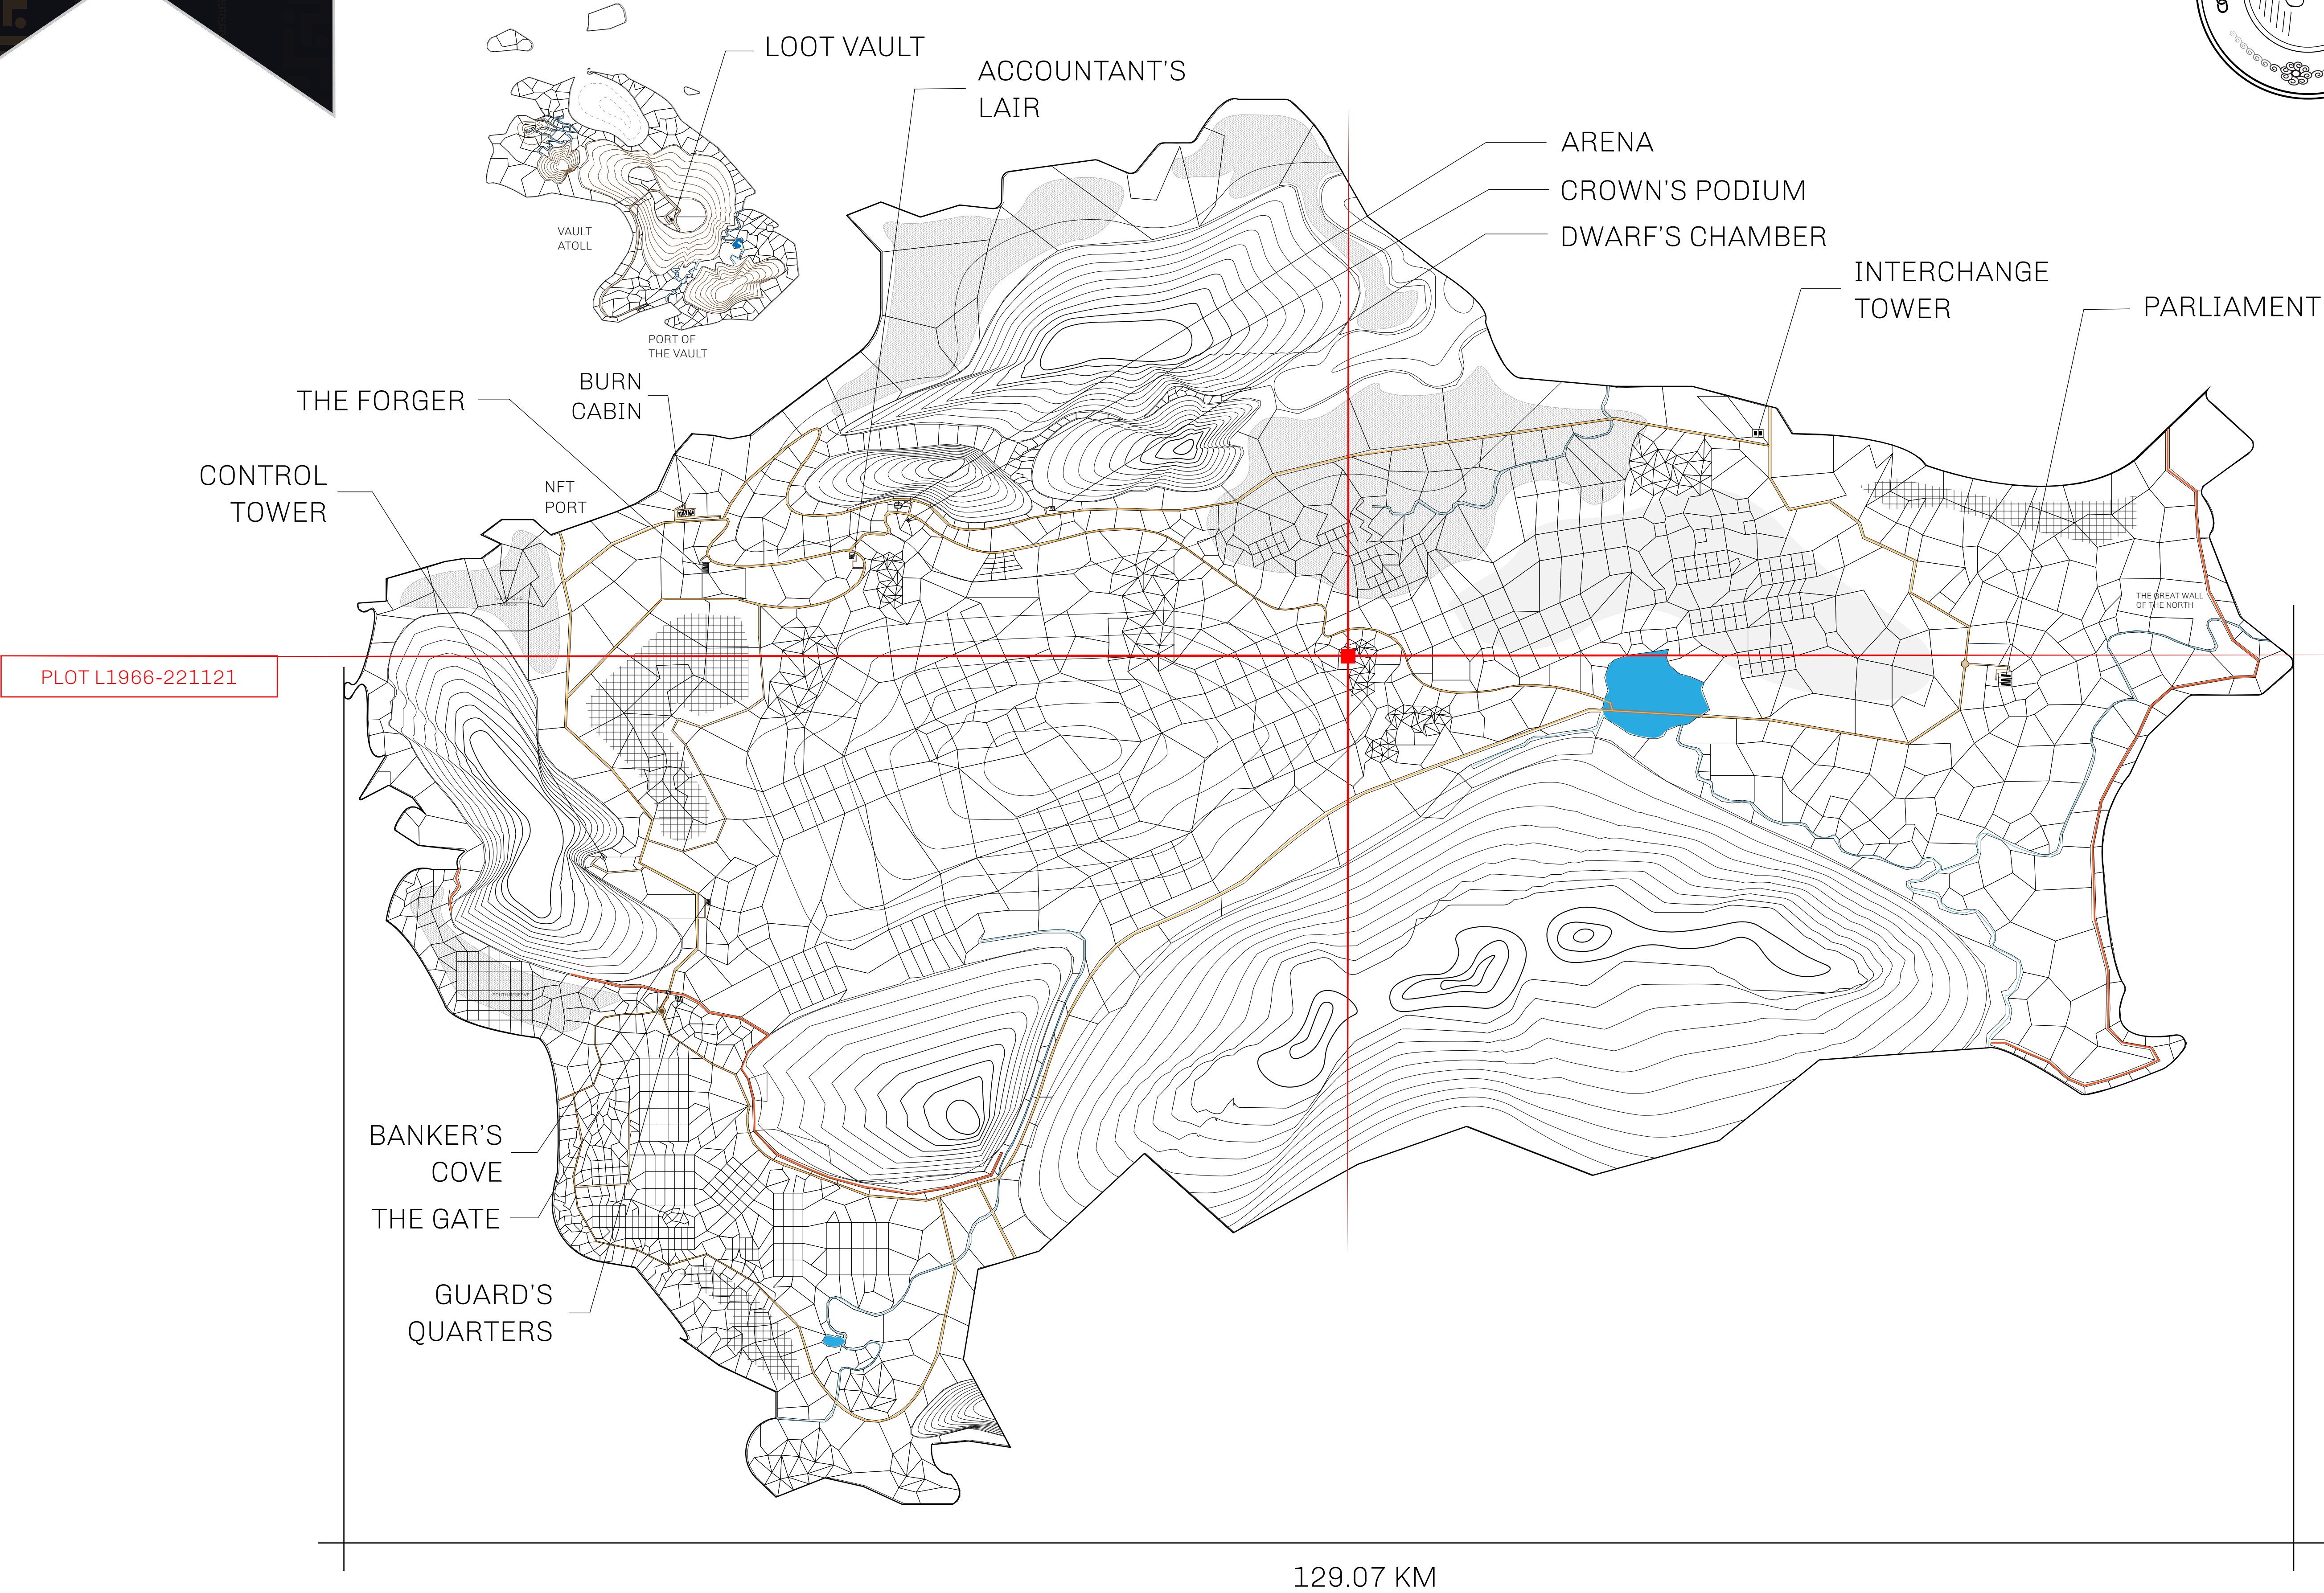 LOOT VAULT
ACCOUNTANT'S
LAIR
ARENA
CROWN'S PODIUM
DWARF'S CHAMBER
INTERCHANGE
TOWER
PARLIAMENT
VAULT
ATOLL
PORT OF
THE VAULT
BURN
CABIN
THE FORGER
CONTROL
TOWER
NFT
PORT
THE GREAT WALL
OF THE NORTH
PLOT L1966-221121
SOUTH RESERVE
BANKER'S
COVE
THE GATE
GUARD'S
QUARTERS
129.07 KM